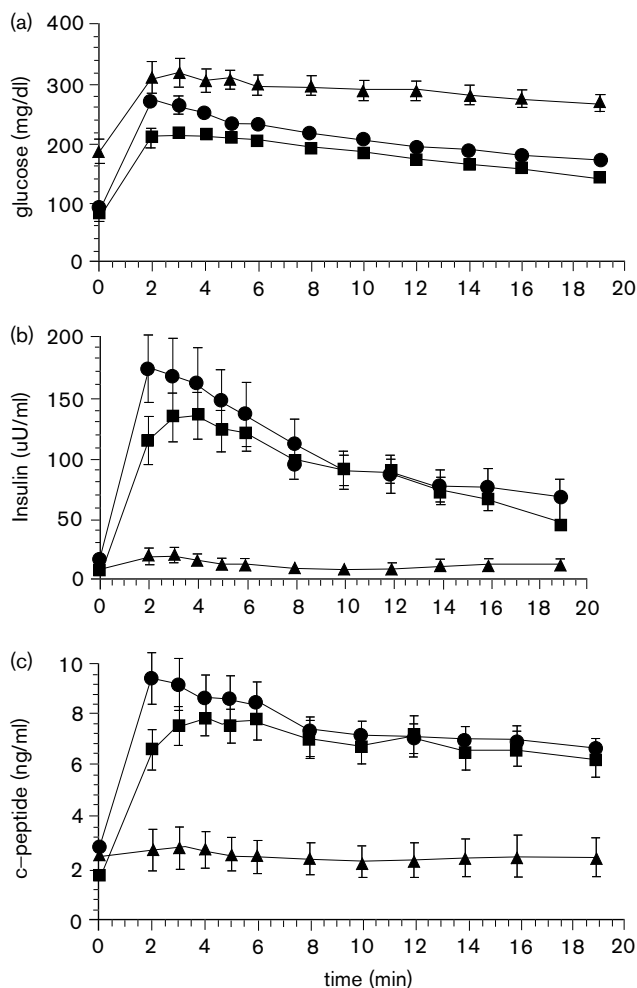 (a)
400
300
200
100
0
glucose (mg/dl)
0 2 4 6 8 10 12 14 16 18 20
(b)
200
150
100
50
0
Insulin (uU/ml)
0 2 4 6 8 10 12 14 16 18 20
(c)
10
8
6
4
2
0
c–peptide (ng/ml)
0 2 4 6 8 10 12 14 16 18 20
time (min)